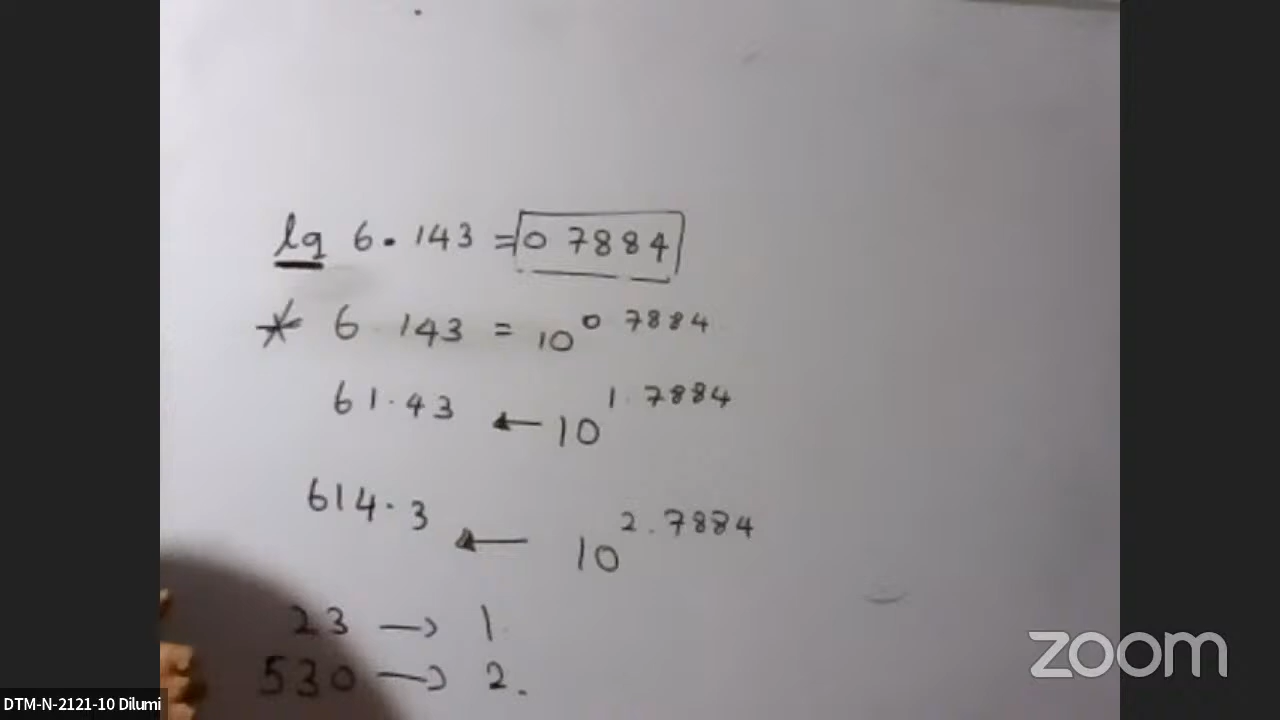 lg 6.143 = 0 7884
* 6.143 = 10^0 7884
61.43 ← 10^1.7884
614.3 ← 10^2.7884
23 → 1.
530 → 2.
zoom
DTM-N-2121-10 Dilumi